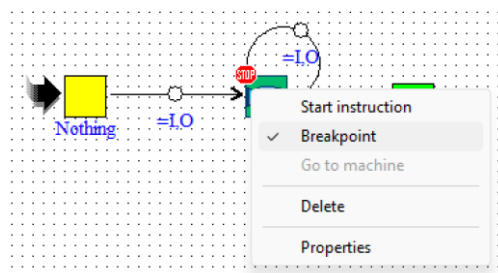 =I,O
STOP
Nothing
=I,O
Start instruction
Breakpoint
Go to machine
Delete
Properties